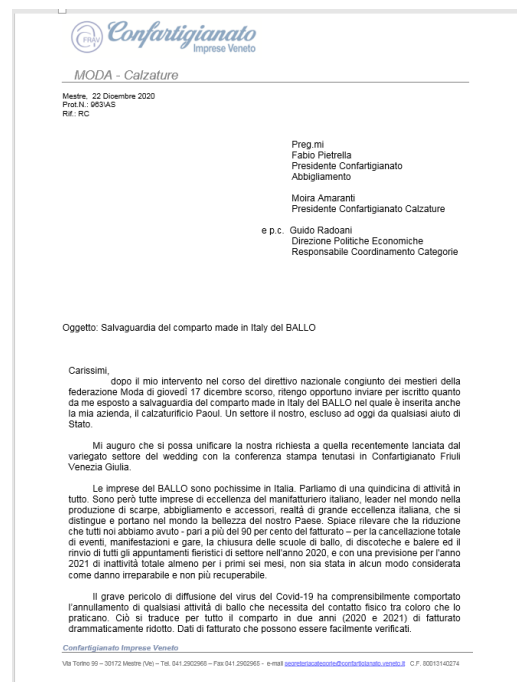 FRAV
Confartigianato
Imprese Veneto
MODA - Calzature
Mestre, 22 Dicembre 2020
Prot.N.: 963\AS
Rif.: RC
Preg.mi
Fabio Pietrella
Presidente Confartigianato
Abbigliamento
Moira Amaranti
Presidente Confartigianato Calzature
e p.c. Guido Radoani
Direzione Politiche Economiche
Responsabile Coordinamento Categorie
Oggetto: Salvaguardia del comparto made in Italy del BALLO
Carissimi,
dopo il mio intervento nel corso del direttivo nazionale congiunto dei mestieri della
federazione Moda di giovedì 17 dicembre scorso, ritengo opportuno inviare per iscritto quanto
da me esposto a salvaguardia del comparto made in Italy del BALLO nel quale è inserita anche
la mia azienda, il calzaturificio Paoul. Un settore il nostro, escluso ad oggi da qualsiasi aiuto di
Stato.
Mi auguro che si possa unificare la nostra richiesta a quella recentemente lanciata dal
variegato settore del wedding con la conferenza stampa tenutasi in Confartigianato Friuli
Venezia Giulia.
Le imprese del BALLO sono pochissime in Italia. Parliamo di una quindicina di attività in
tutto. Sono però tutte imprese di eccellenza del manifatturiero italiano, leader nel mondo nella
produzione di scarpe, abbigliamento e accessori, realtà di grande eccellenza italiana, che si
distingue e portano nel mondo la bellezza del nostro Paese. Spiace rilevare che la riduzione
che tutti noi abbiamo avuto - pari a più del 90 per cento del fatturato – per la cancellazione totale
di eventi, manifestazioni e gare, la chiusura delle scuole di ballo, di discoteche e balere ed il
rinvio di tutti gli appuntamenti fieristici di settore nell'anno 2020, e con una previsione per l'anno
2021 di inattività totale almeno per i primi sei mesi, non sia stata in alcun modo considerata
come danno irreparabile e non più recuperabile.
Il grave pericolo di diffusione del virus del Covid-19 ha comprensibilmente comportato
l'annullamento di qualsiasi attività di ballo che necessita del contatto fisico tra coloro che lo
praticano. Ciò si traduce per tutto il comparto in due anni (2020 e 2021) di fatturato
drammaticamente ridotto. Dati di fatturato che possono essere facilmente verificati.
Confartigianato Imprese Veneto
Via Torino 99 – 30172 Mestre (Ve) – Tel. 041.2902965 – Fax 041.2902965 - e-mail segreteriacategorie@confartigianato.veneto.it C.F. 80013140274